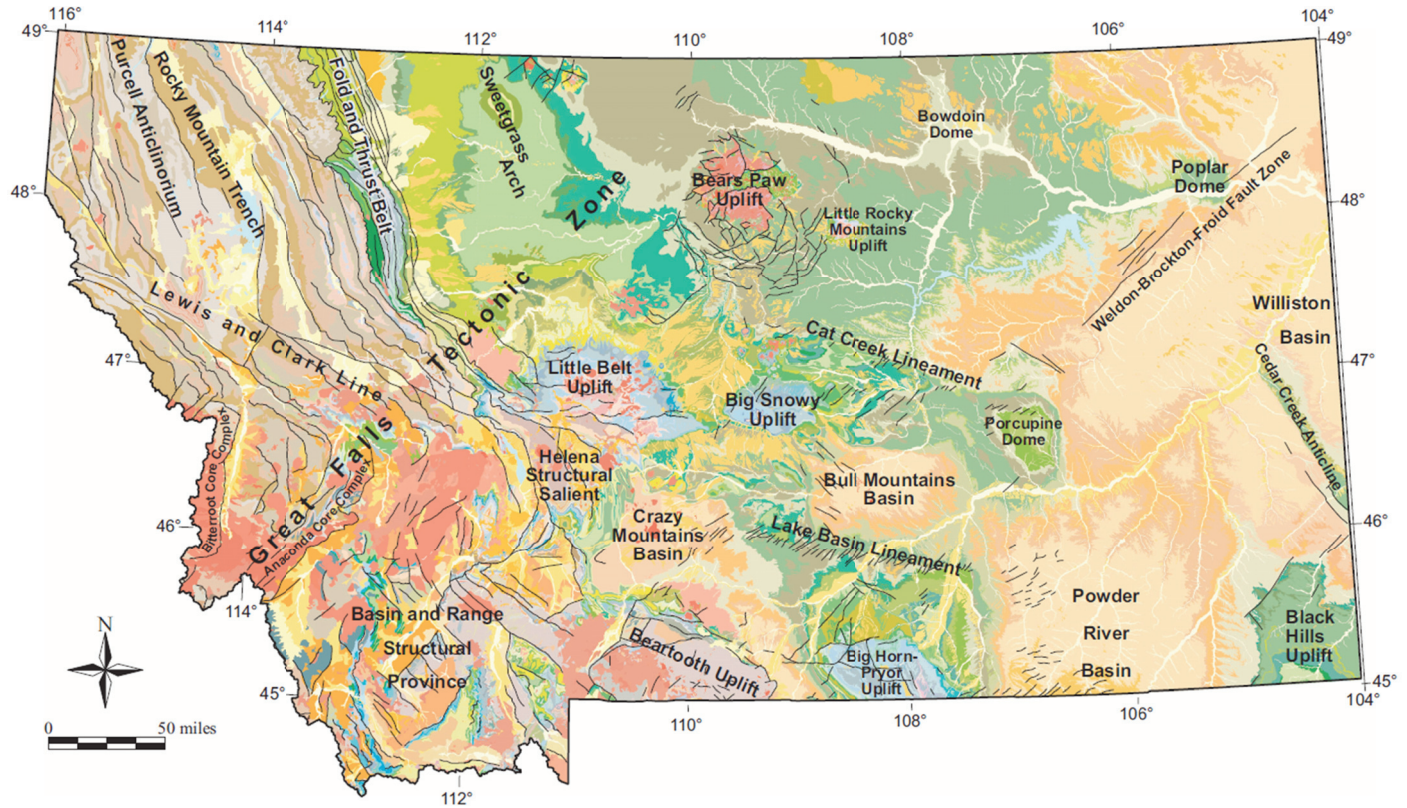 116°
114°
112°
110°
108°
106°
104°
49°
49°
Purcell Anticlinorium
Rocky Mountain Trench
Fold and Thrust Belt
Sweetgrass
Arch
Bowdoin
Dome
Poplar
Dome
48°
48°
Bears Paw
Uplift
Little Rocky
Mountains
Uplift
Weldon-Brockton-Froid Fault Zone
Great Falls Tectonic Zone
Lewis and Clark Line
Williston
Basin
47°
47°
Cat Creek Lineament
Cedar Creek Anticline
Little Belt
Uplift
Big Snowy
Uplift
Porcupine
Dome
Bitterroot Core Complex
Anaconda Core Complex
Helena
Structural
Salient
Bull Mountains
Basin
46°
46°
Crazy
Mountains
Basin
Lake Basin Lineament
114°
Basin and Range
Structural
Province
Beartooth Uplift
Big Horn-
Pryor
Uplift
Powder
River
Basin
Black
Hills
Uplift
N
45°
45°
104°
0
50 miles
110°
108°
106°
112°